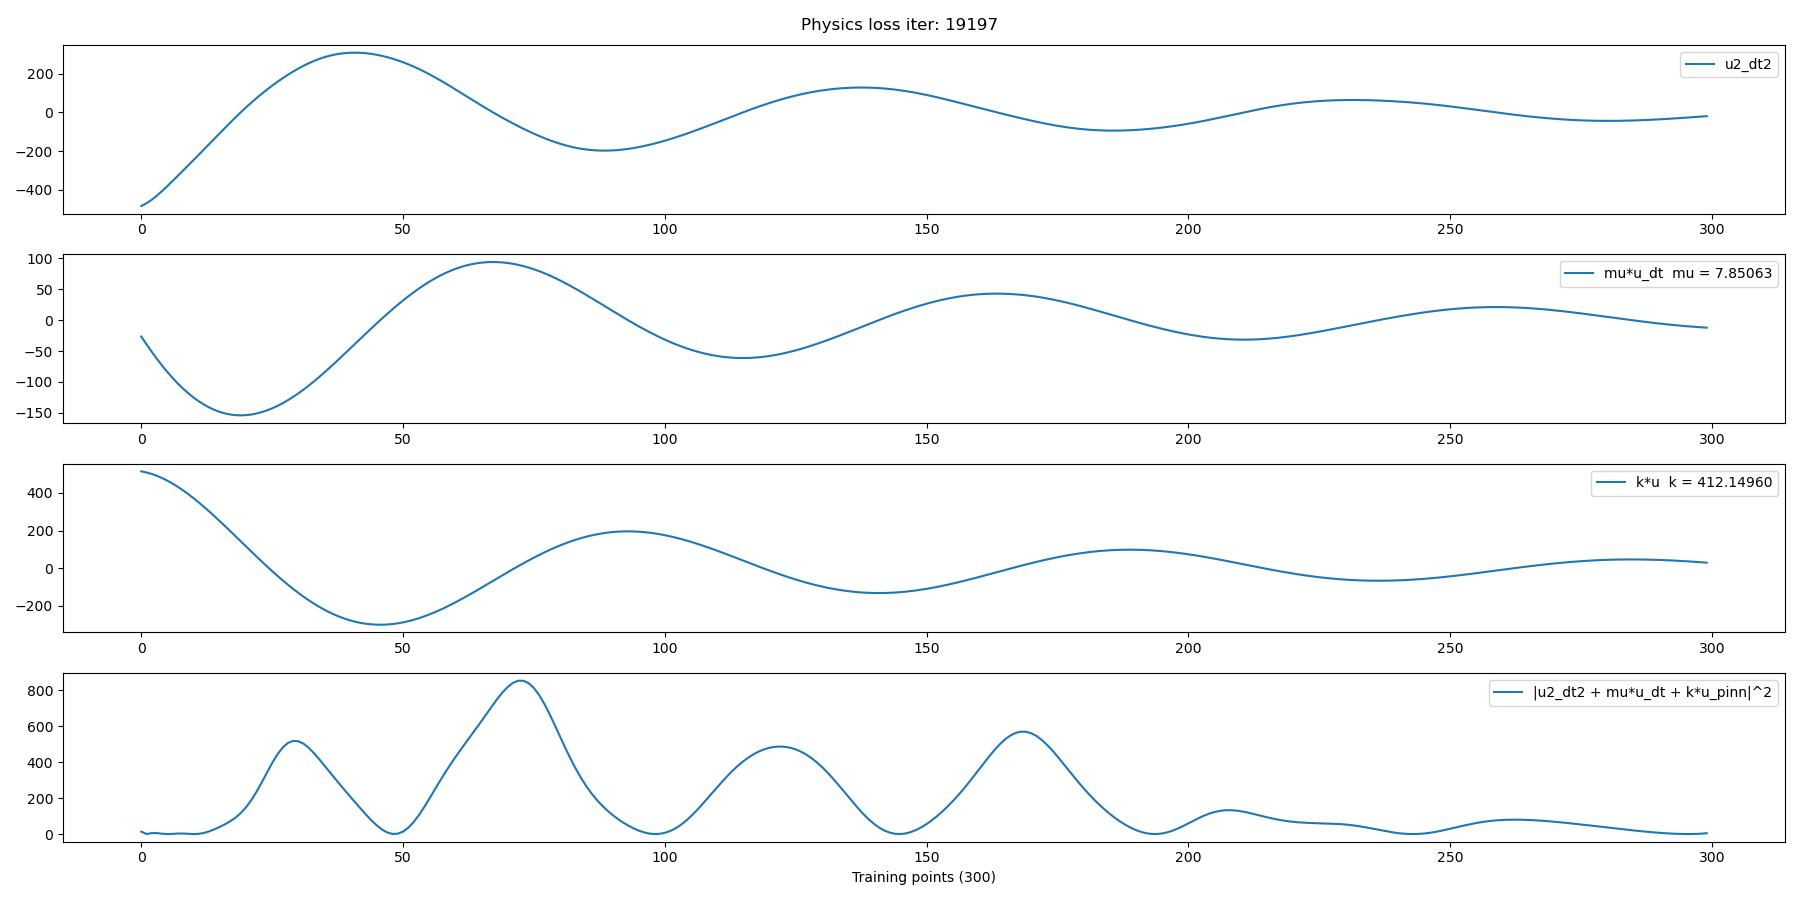 Physics loss iter: 19197
u2_dt2
200
0
−200
−400
0 50 100 150 200 250 300
mu*u_dt mu = 7.85063
100
50
0
−50
−100
−150
0 50 100 150 200 250 300
k*u k = 412.14960
400
200
0
−200
0 50 100 150 200 250 300
|u2_dt2 + mu*u_dt + k*u_pinn|^2
800
600
400
200
0
0 50 100 150 200 250 300
Training points (300)